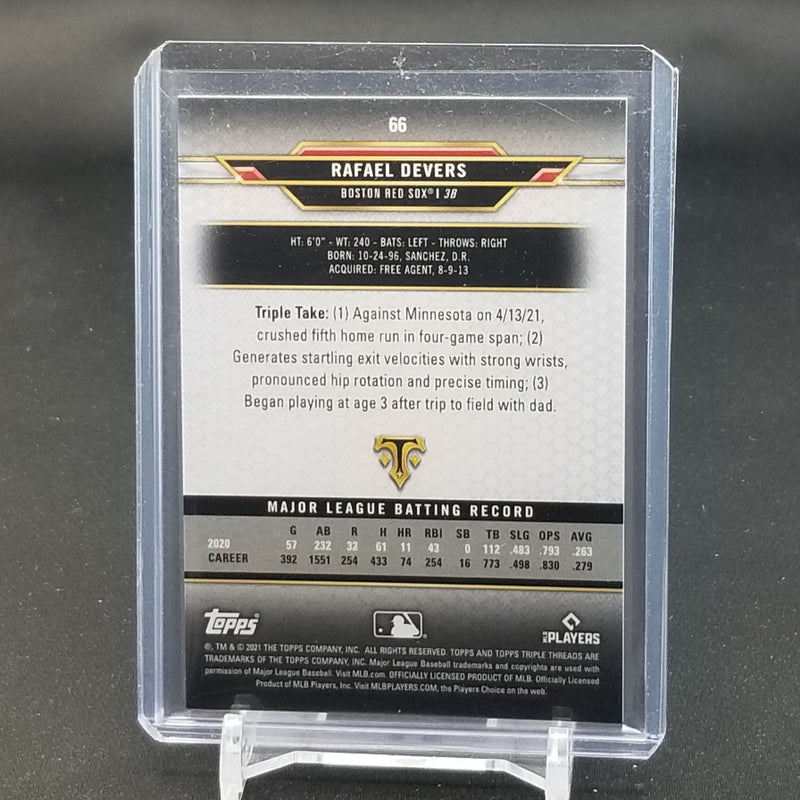 66
RAFAEL DEVERS
BOSTON RED SOX® | 3B
HT: 6'0" - WT: 240 - BATS: LEFT - THROWS: RIGHT
BORN: 10-24-96, SANCHEZ, D.R.
ACQUIRED: FREE AGENT, 8-9-13
Triple Take: (1) Against Minnesota on 4/13/21,
crushed fifth home run in four-game span; (2)
Generates startling exit velocities with strong wrists,
pronounced hip rotation and precise timing; (3)
Began playing at age 3 after trip to field with dad.
T
MAJOR LEAGUE BATTING RECORD
G AB R H HR RBI SB TB SLG OPS AVG
2020 57 232 32 61 11 43 0 112 .483 .793 .263
CAREER 392 1551 254 433 74 254 16 773 .498 .830 .279
Topps® ® MLB PLAYERS
®, TM & © 2021 THE TOPPS COMPANY, INC. ALL RIGHTS RESERVED. TOPPS AND TOPPS TRIPLE THREADS ARE
TRADEMARKS OF THE TOPPS COMPANY, INC. Major League Baseball trademarks and copyrights are used with
permission of Major League Baseball. Visit MLB.com. OFFICIALLY LICENSED PRODUCT OF MLB. Officially Licensed
Product of MLB Players, Inc. Visit MLBPLAYERS.COM, the Players Choice on the web.